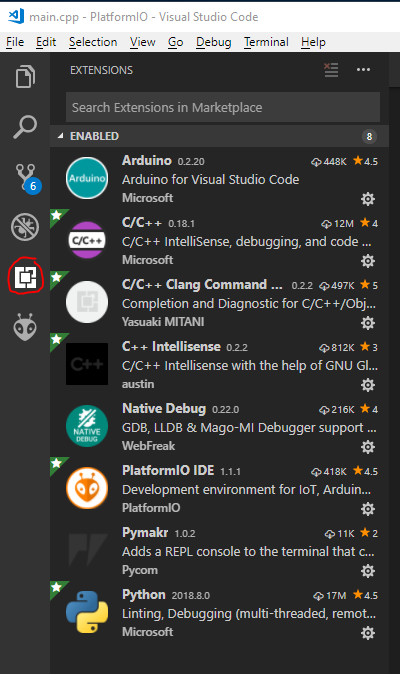 main.cpp - PlatformIO - Visual Studio Code
File Edit Selection View Go Debug Terminal Help
EXTENSIONS
Search Extensions in Marketplace
ENABLED 8
Arduino
Arduino 0.2.20 448K 4.5
Arduino for Visual Studio Code
Microsoft
C/C++
C/C++ 0.18.1 12M 4
C/C++ IntelliSense, debugging, and code ...
Microsoft
6
C/C++ Clang Command ... 0.2.2 497K 5
Completion and Diagnostic for C/C++/Obj...
Yasuaki MITANI
C++
C++ Intellisense 0.2.2 812K 3
C/C++ Intellisense with the help of GNU Gl...
austin
NATIVE DEBUG
Native Debug 0.22.0 216K 4
GDB, LLDB & Mago-MI Debugger support ...
WebFreak
PlatformIO IDE 1.1.1 418K 4.5
Development environment for IoT, Arduin...
PlatformIO
Pymakr 1.0.2 11K 2
Adds a REPL console to the terminal that c...
Pycom
Python 2018.8.0 17M 4.5
Linting, Debugging (multi-threaded, remot...
Microsoft